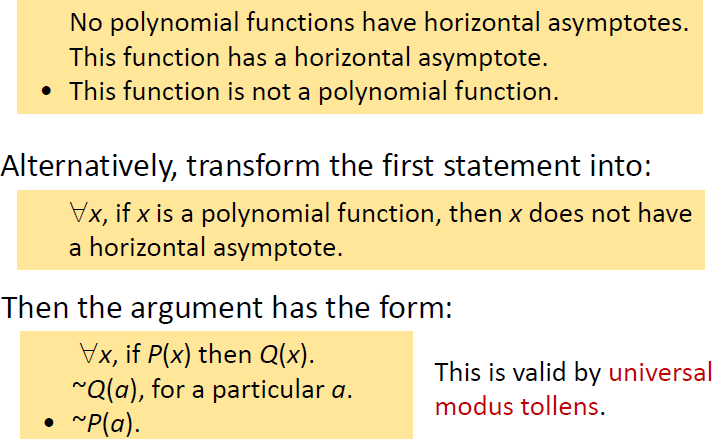 No polynomial functions have horizontal asymptotes.
This function has a horizontal asymptote.
• This function is not a polynomial function.
Alternatively, transform the first statement into:
∀x, if x is a polynomial function, then x does not have
a horizontal asymptote.
Then the argument has the form:
∀x, if P(x) then Q(x).
~Q(a), for a particular a.
• ~P(a).
This is valid by universal
modus tollens.